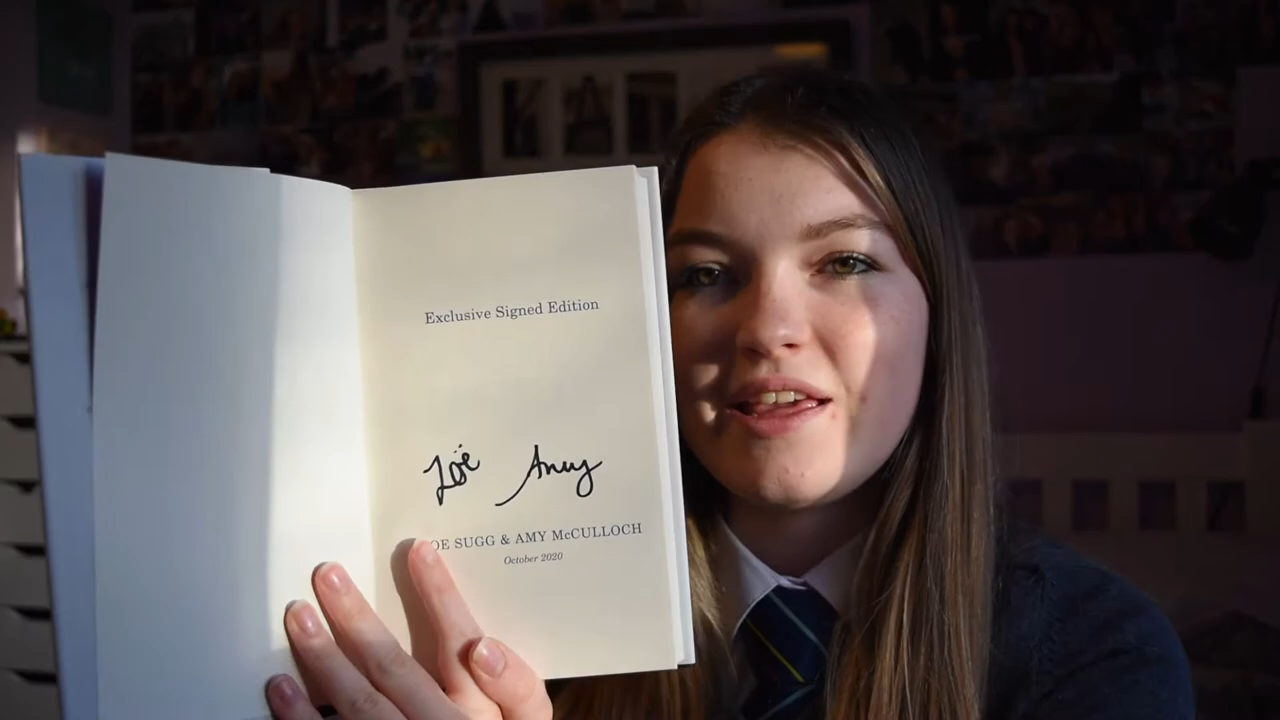 Exclusive Signed Edition
Zoë Amy
OE SUGG & AMY McCULLOCH
October 2020